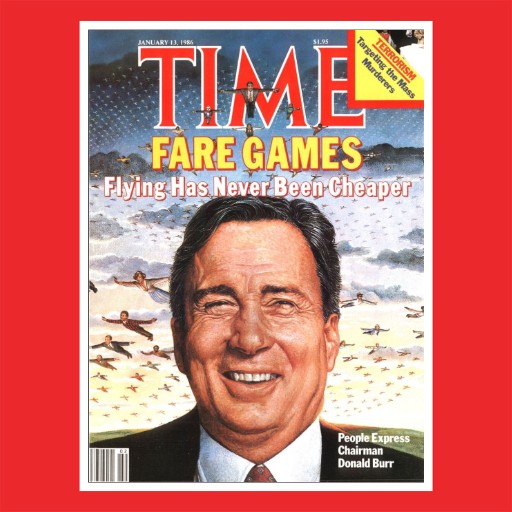 JANUARY 13, 1986
$1.95
TIME
TERRORISM
Targeting the Mass
Murderers
FARE GAMES
Flying Has Never Been Cheaper
People Express
Chairman
Donald Burr